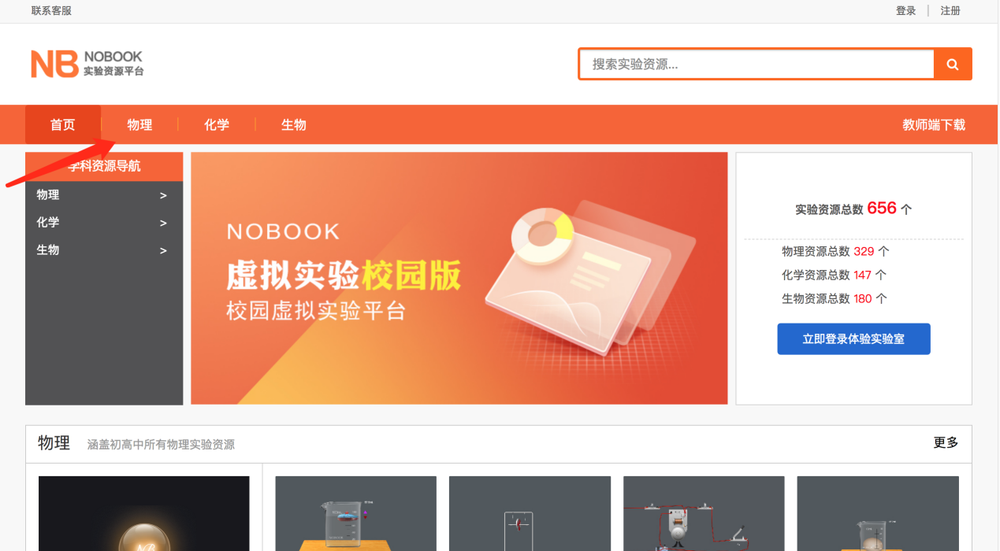 联系客服
登录
注册
NB NOBOOK
实验资源平台
搜索实验资源...
首页
物理
化学
生物
教师端下载
学科资源导航
物理 >
化学 >
生物 >
NOBOOK
虚拟实验校园版
校园虚拟实验平台
实验资源总数 656 个
物理资源总数 329 个
化学资源总数 147 个
生物资源总数 180 个
立即登录体验实验室
物理 涵盖初高中所有物理实验资源
更多
NB